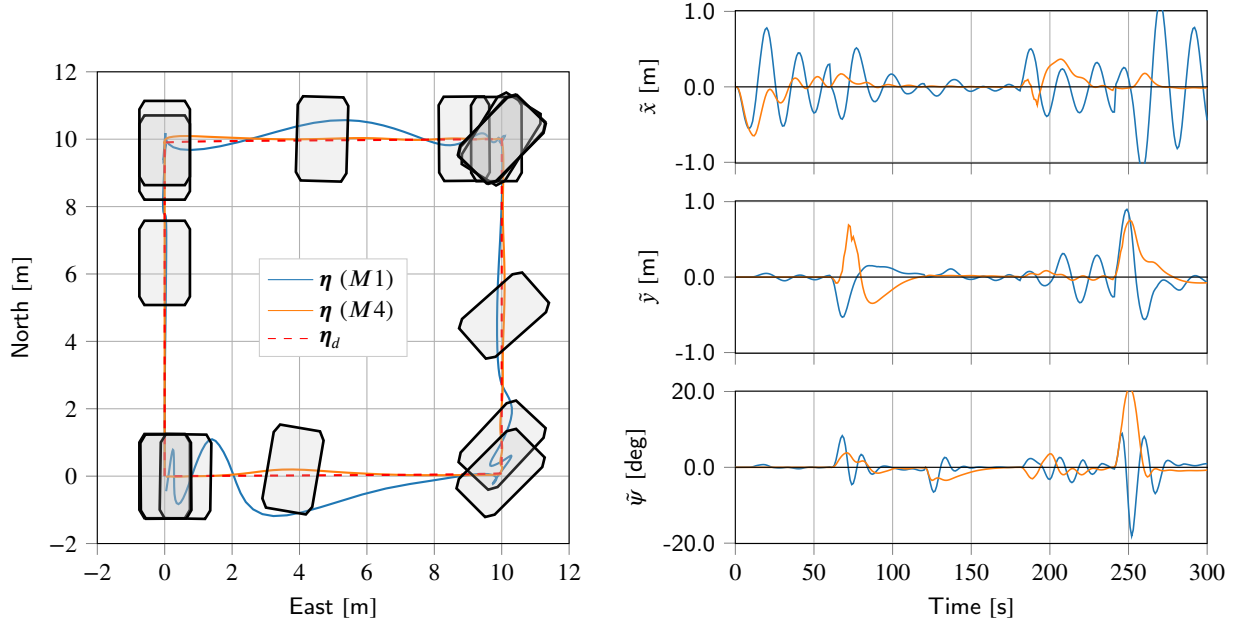 12
10
8
6
4
2
0
−2
North [m]
−2 0 2 4 6 8 10 12
East [m]
η (M1)
η (M4)
η_d
1.0
0.0
-1.0
x̃ [m]
1.0
0.0
1.0
ỹ [m]
20.0
0.0
-20.0
ψ̃ [deg]
0 50 100 150 200 250 300
Time [s]